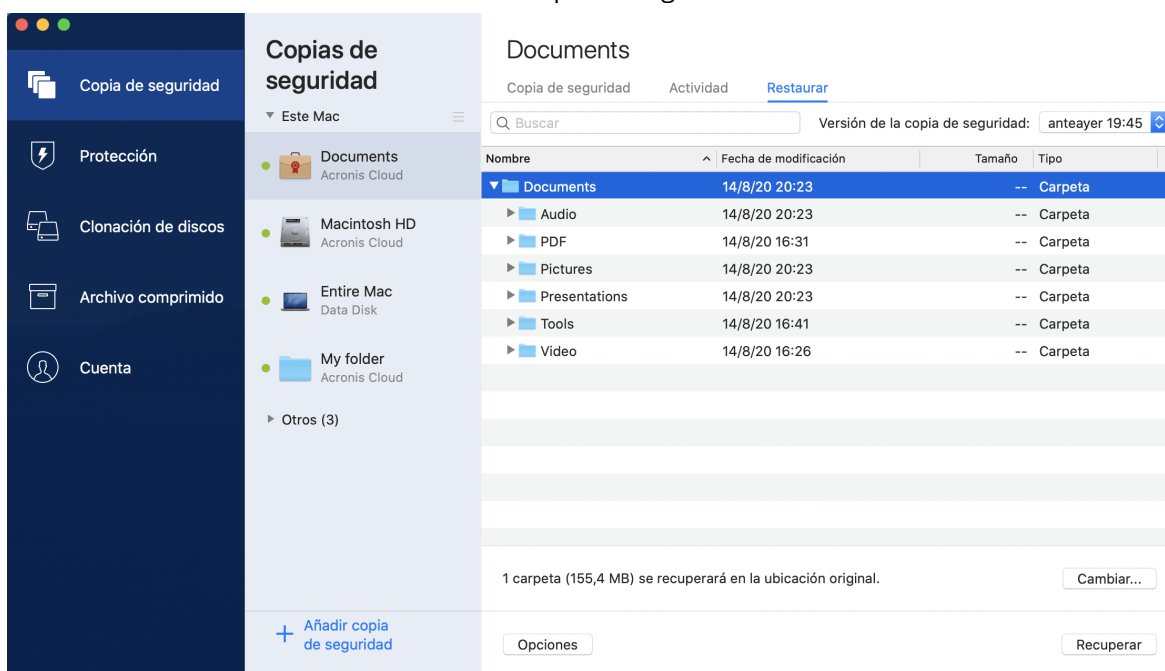 Copia de seguridad
Protección
Clonación de discos
Archivo comprimido
Cuenta
Copias de
seguridad
Este Mac
Documents
Acronis Cloud
Macintosh HD
Acronis Cloud
Entire Mac
Data Disk
My folder
Acronis Cloud
Otros (3)
Añadir copia
de seguridad
Documents
Copia de seguridad Actividad Restaurar
Buscar Versión de la copia de seguridad: anteayer 19:45
Nombre Fecha de modificación Tamaño Tipo
Documents 14/8/20 20:23 -- Carpeta
Audio 14/8/20 20:23 -- Carpeta
PDF 14/8/20 16:31 -- Carpeta
Pictures 14/8/20 20:23 -- Carpeta
Presentations 14/8/20 20:23 -- Carpeta
Tools 14/8/20 16:41 -- Carpeta
Video 14/8/20 16:26 -- Carpeta
1 carpeta (155,4 MB) se recuperará en la ubicación original. Cambiar...
Opciones Recuperar